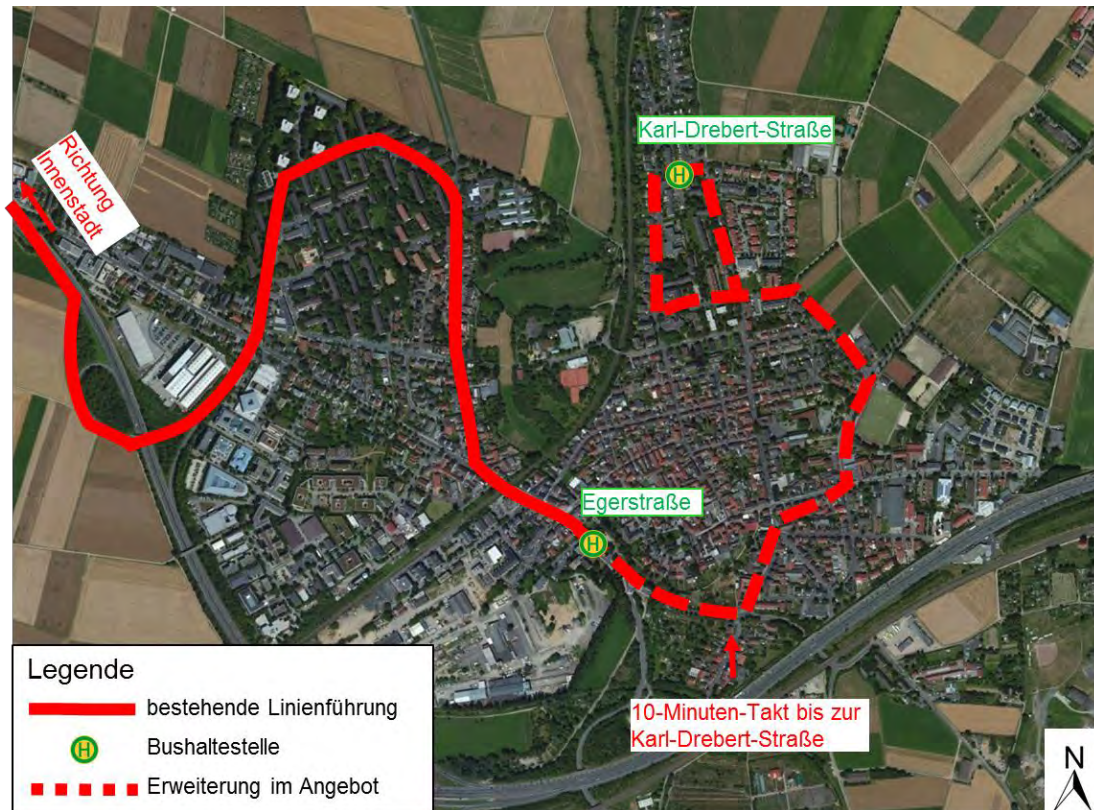 Karl-Drebert-Straße
H
Richtung
Innenstadt
Egerstraße
H
10-Minuten-Takt bis zur
Karl-Drebert-Straße
Legende
bestehende Linienführung
H
Bushaltestelle
Erweiterung im Angebot
N